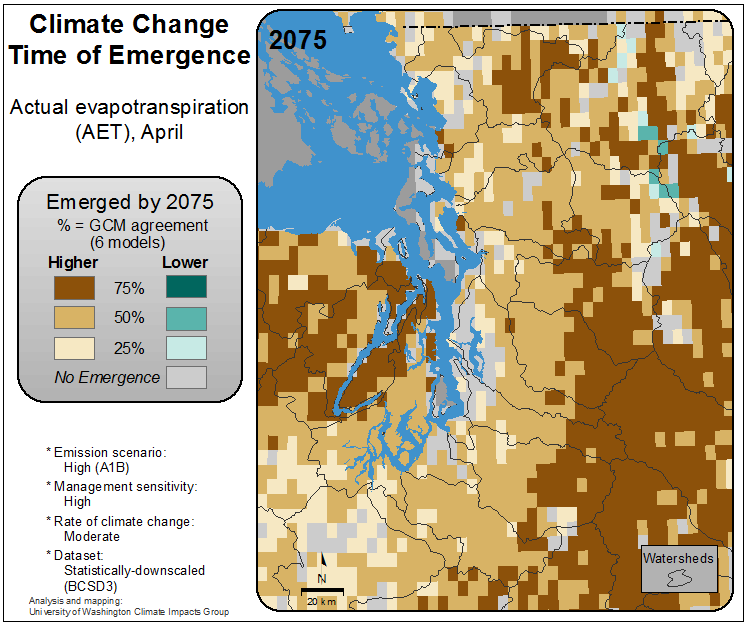 Climate Change
Time of Emergence
Actual evapotranspiration
(AET), April
Emerged by 2075
% = GCM agreement
(6 models)
Higher Lower
75%
50%
25%
No Emergence
* Emission scenario:
High (A1B)
* Management sensitivity:
High
* Rate of climate change:
Moderate
* Dataset:
Statistically-downscaled
(BCSD3)
Analysis and mapping:
University of Washington Climate Impacts Group
2075
N
20 km
Watersheds